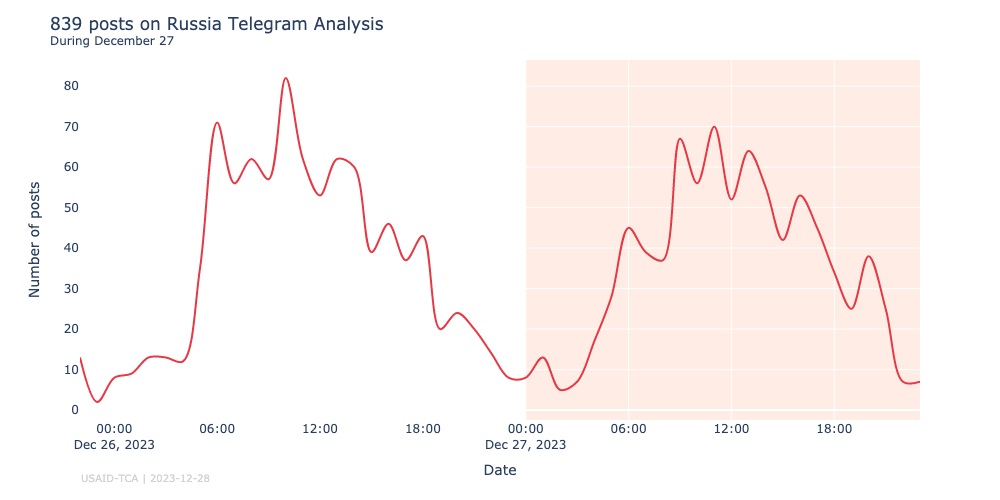 839 posts on Russia Telegram Analysis
During December 27
Number of posts
80
70
60
50
40
30
20
10
0
00:00 06:00 12:00 18:00 00:00 06:00 12:00 18:00
Dec 26, 2023 Dec 27, 2023
Date
USAID-TCA | 2023-12-28